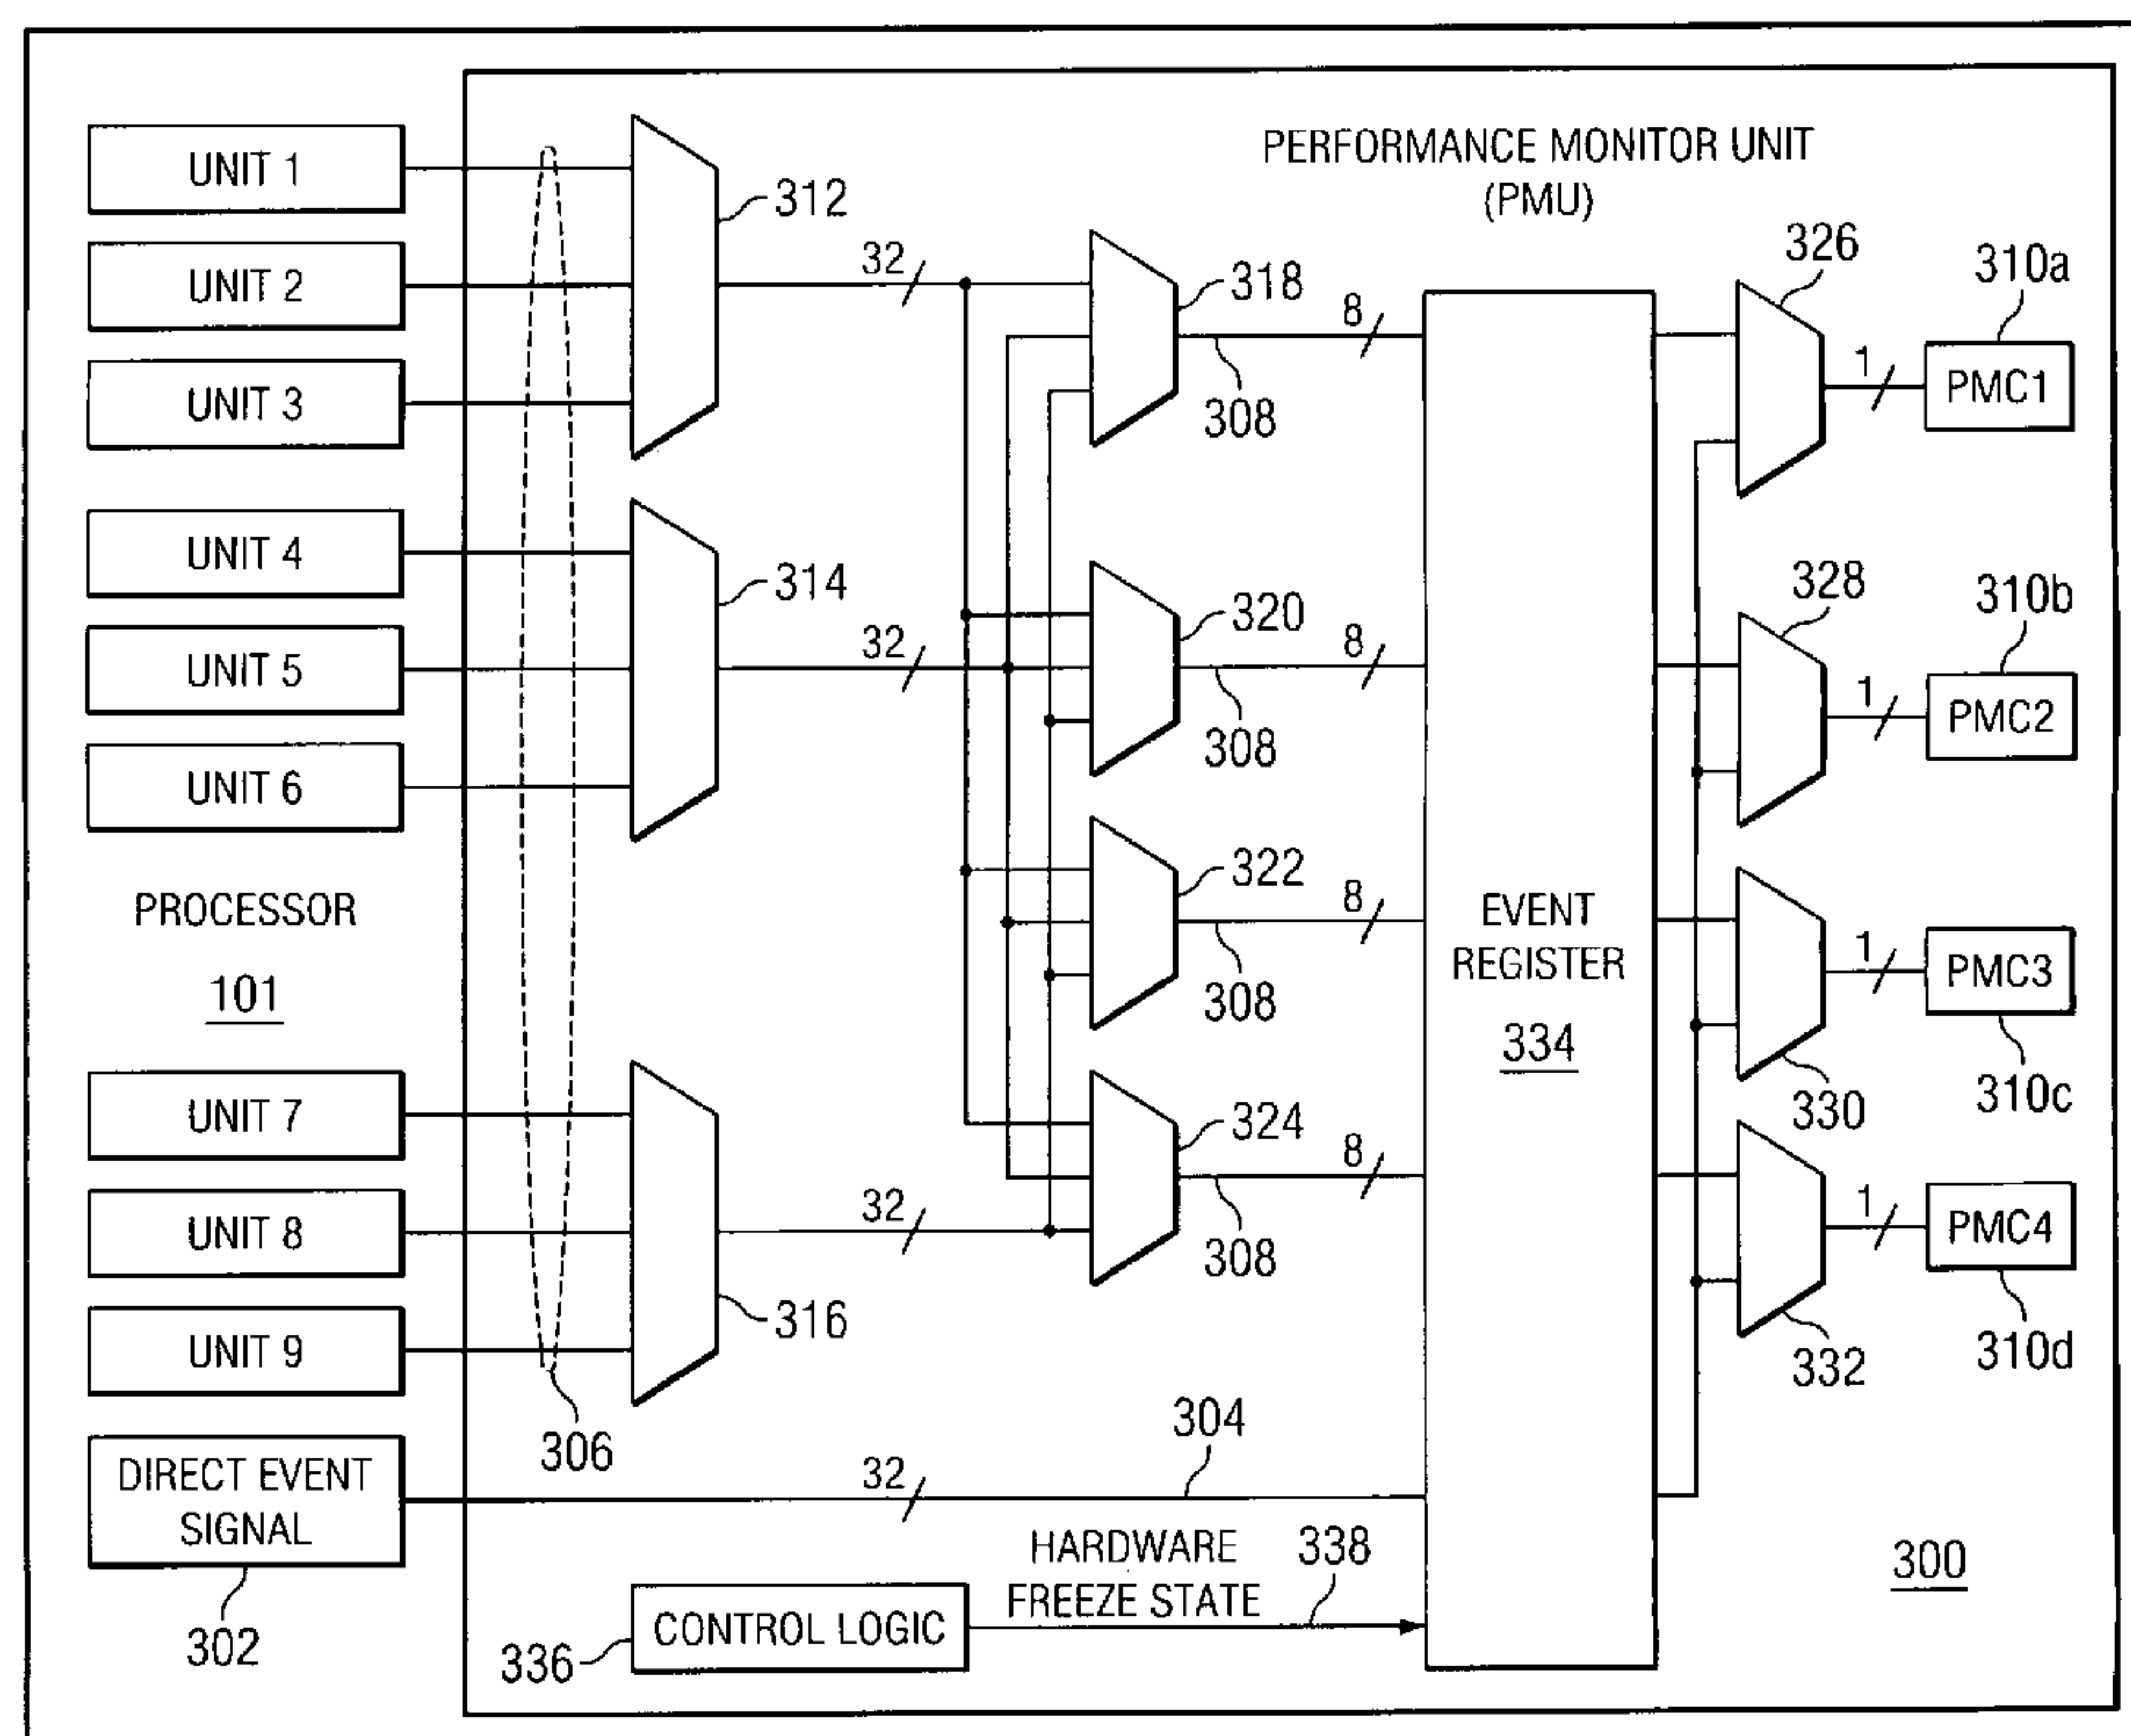 PERFORMANCE MONITOR UNIT
(PMU)
UNIT 1
UNIT 2
UNIT 3
UNIT 4
UNIT 5
UNIT 6
PROCESSOR
101
UNIT 7
UNIT 8
UNIT 9
DIRECT EVENT
SIGNAL
302
306
312
314
316
32
32
32
32
304
318
320
322
324
8
308
8
308
8
308
8
308
HARDWARE
FREEZE STATE
338
CONTROL LOGIC
336
EVENT
REGISTER
334
326
328
330
332
1
1
1
1
310a
PMC1
310b
PMC2
PMC3
310c
PMC4
310d
300